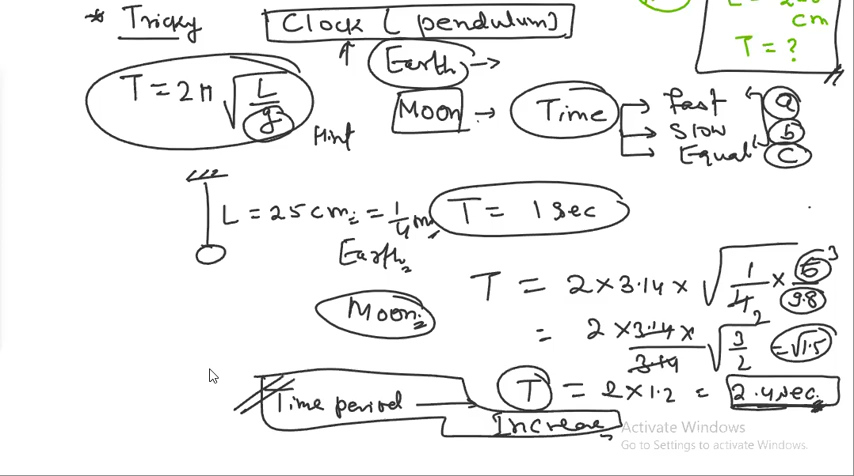 * Tricky Clock (pendulum)
cm
T = ?
Earth →
T = 2π √(L/g)
Hint
Moon → Time → Fast a
→ Slow b
→ Equal c
L = 25 cm = 1/4 m T = 1 sec
Earth
Moon
T = 2 × 3.14 × √(1/4 × 6/9.8)
3
2
= 2 × 3.14 × / 3.14 √(3/2) = √1.5
Time period → T = 2 × 1.2 = 2.4 sec.
Increase
Activate Windows
Go to Settings to activate Windows.